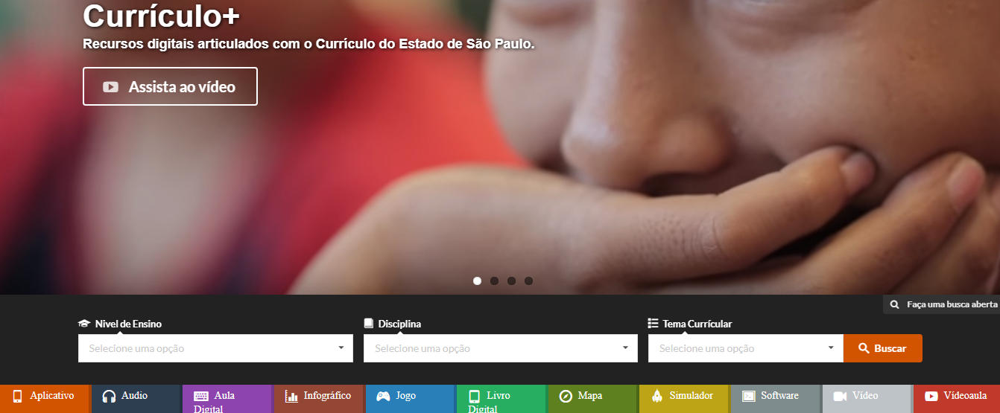 Currículo+
Recursos digitais articulados com o Currículo do Estado de São Paulo.
Assista ao vídeo
Faça uma busca aberta
Nivel de Ensino
Disciplina
Tema Currícular
Selecione uma opção
Selecione uma opção
Selecione uma opção
Buscar
Aplicativo
Audio
Aula
Digital
Infográfico
Jogo
Livro
Digital
Mapa
Simulador
Software
Vídeo
Vídeoaula